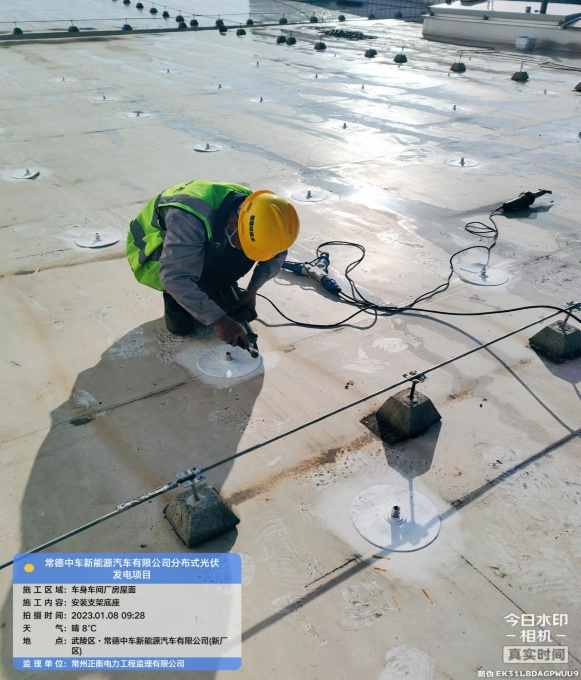 常德中车新能源汽车有限公司分布式光伏
发电项目
施工区域：车身车间厂房屋面
施工内容：安装支架底座
拍摄时间：2023.01.08 09:28
天气：晴 8℃
地点：武陵区·常德中车新能源汽车有限公司(新厂
区)
监理单位：常州正衡电力工程监理有限公司
今日水印
相机
真实时间
防伪 EK31LBDAGPWUU9